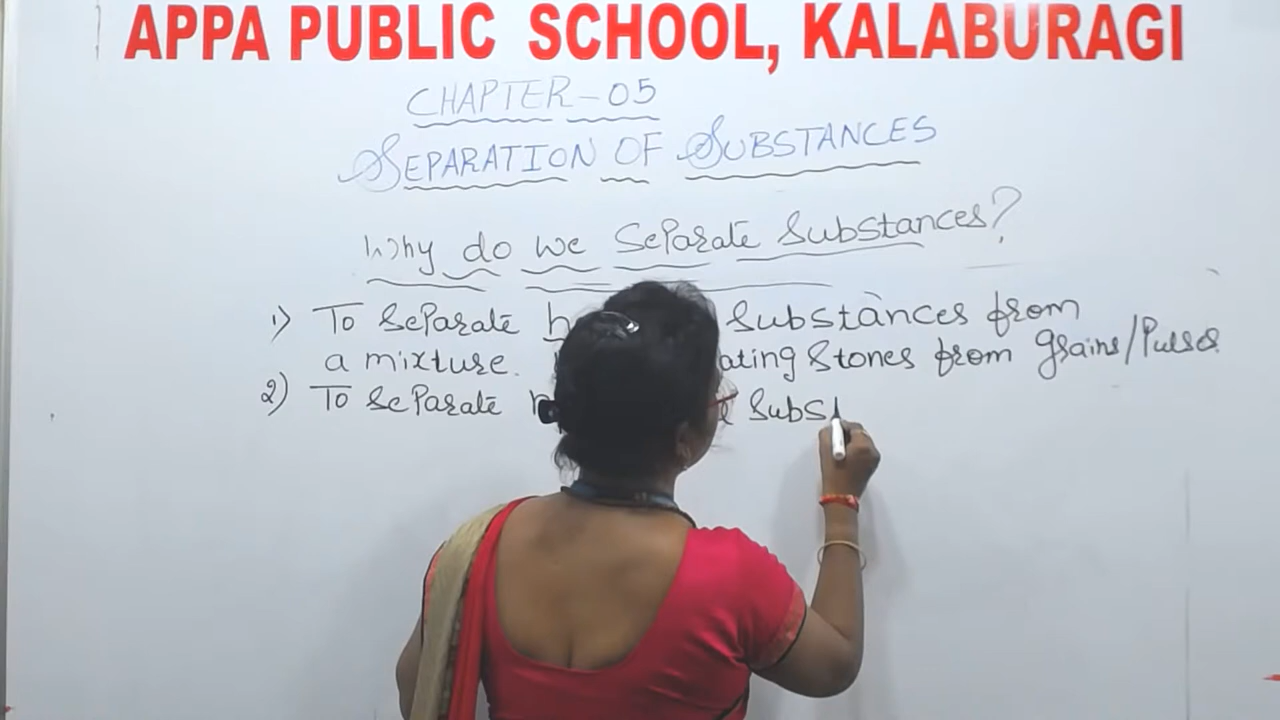 APPA PUBLIC SCHOOL, KALABURAGI
CHAPTER-05
SEPARATION OF SUBSTANCES
Why do we Separate Substances?
1) To Separate Substances from
a mixture. Stones from grains/Pulses.
2) To Separate Subs